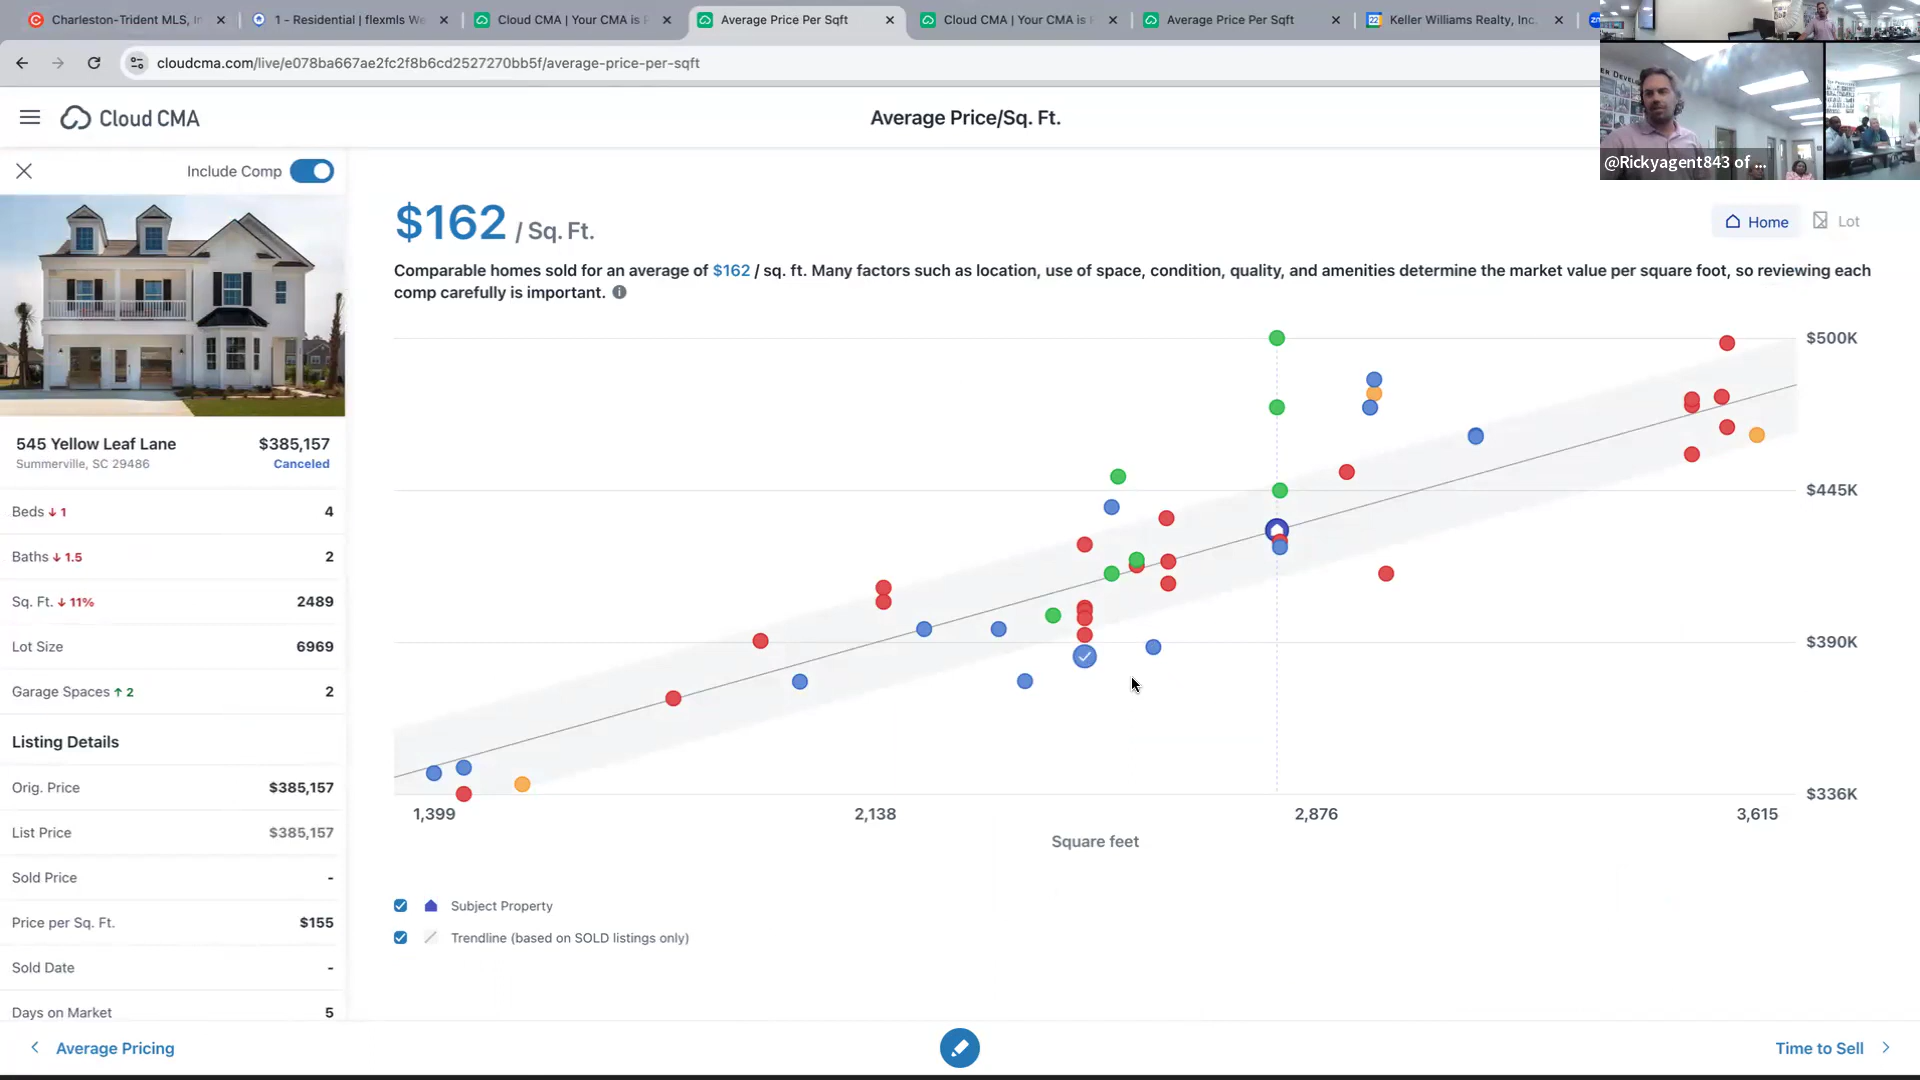 Charleston-Trident MLS, I
1 - Residential | flexmls We
Cloud CMA | Your CMA is
Average Price Per Sqft
Cloud CMA | Your CMA is
Average Price Per Sqft
Keller Williams Realty, Inc.
cloudcma.com/live/e078ba667ae2fc2f8b6cd2527270bb5f/average-price-per-sqft
Cloud CMA
Average Price/Sq. Ft.
@Rickyagent843 of ...
Include Comp
$162 / Sq. Ft.
Home
Lot
Comparable homes sold for an average of $162 / sq. ft. Many factors such as location, use of space, condition, quality, and amenities determine the market value per square foot, so reviewing each
comp carefully is important.
545 Yellow Leaf Lane $385,157
Summerville, SC 29486 Canceled
Beds ↓ 1 4
Baths ↓ 1.5 2
Sq. Ft. ↓ 11% 2489
Lot Size 6969
Garage Spaces ↑ 2 2
Listing Details
Orig. Price $385,157
List Price $385,157
Sold Price -
Price per Sq. Ft. $155
Sold Date -
Days on Market 5
$500K
$445K
$390K
$336K
1,399 2,138 2,876 3,615
Square feet
Subject Property
Trendline (based on SOLD listings only)
Average Pricing
Time to Sell